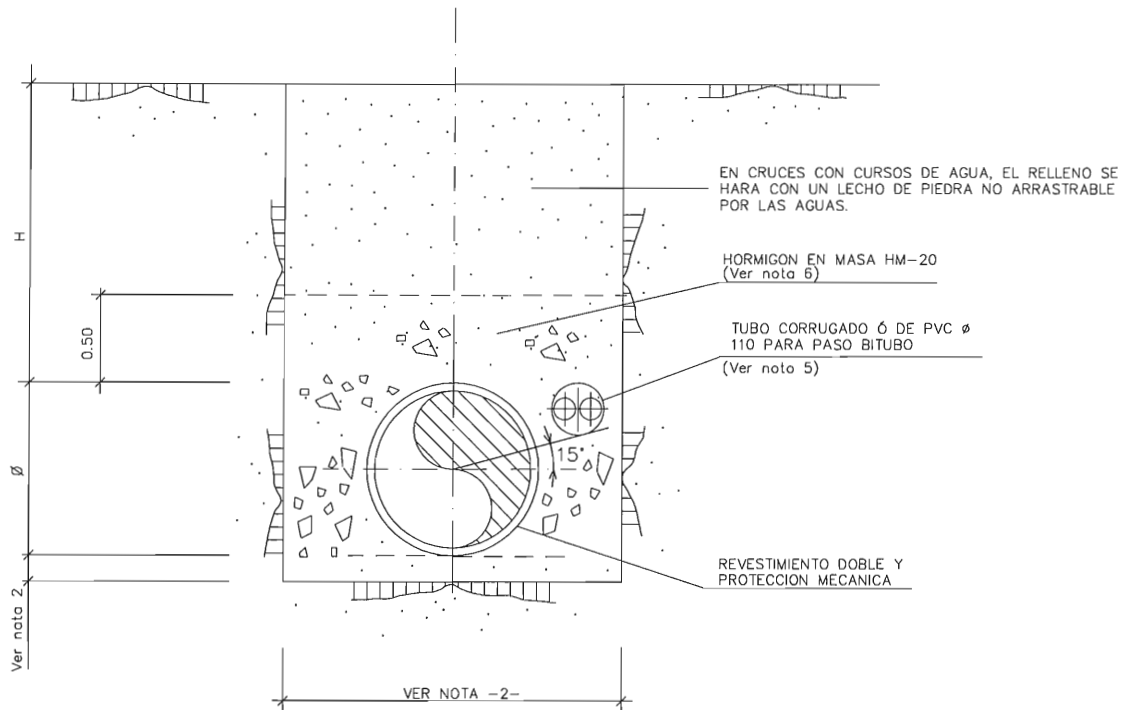 EN CRUCES CON CURSOS DE AGUA, EL RELLENO SE
HARA CON UN LECHO DE PIEDRA NO ARRASTRABLE
POR LAS AGUAS.
H
HORMIGON EN MASA HM-20
(Ver nota 6)
0.50
TUBO CORRUGADO Ó DE PVC ø
110 PARA PASO BITUBO
(Ver nota 5)
15°
Ø
REVESTIMIENTO DOBLE Y
PROTECCION MECANICA
Ver nota 2
VER NOTA -2-